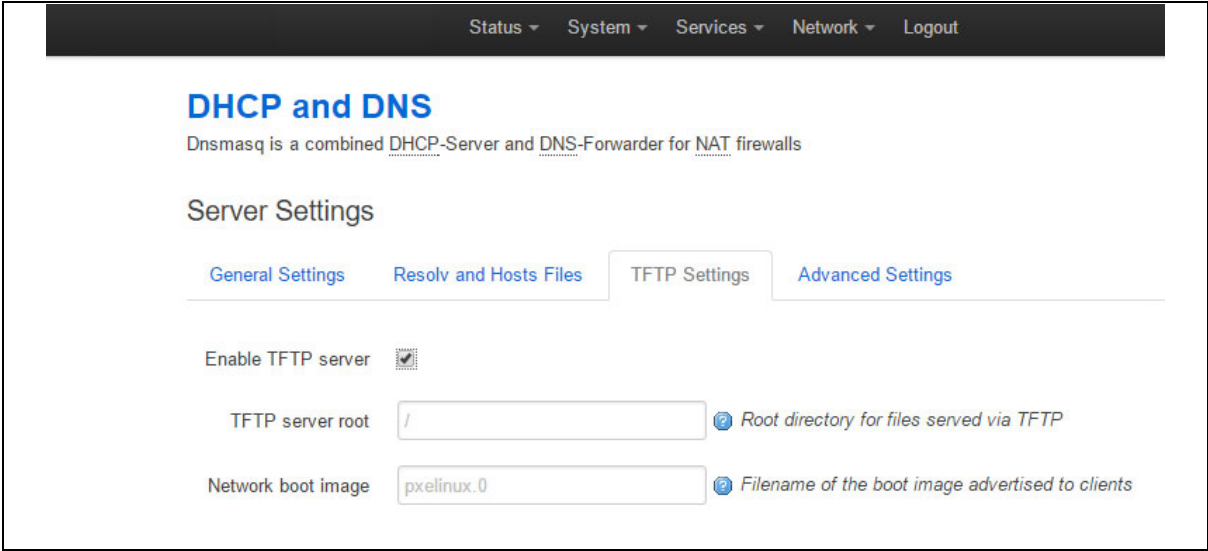 Status System Services Network Logout
DHCP and DNS
Dnsmasq is a combined DHCP-Server and DNS-Forwarder for NAT firewalls
Server Settings
General Settings Resolv and Hosts Files TFTP Settings Advanced Settings
Enable TFTP server
TFTP server root / Root directory for files served via TFTP
Network boot image pxelinux.0 Filename of the boot image advertised to clients